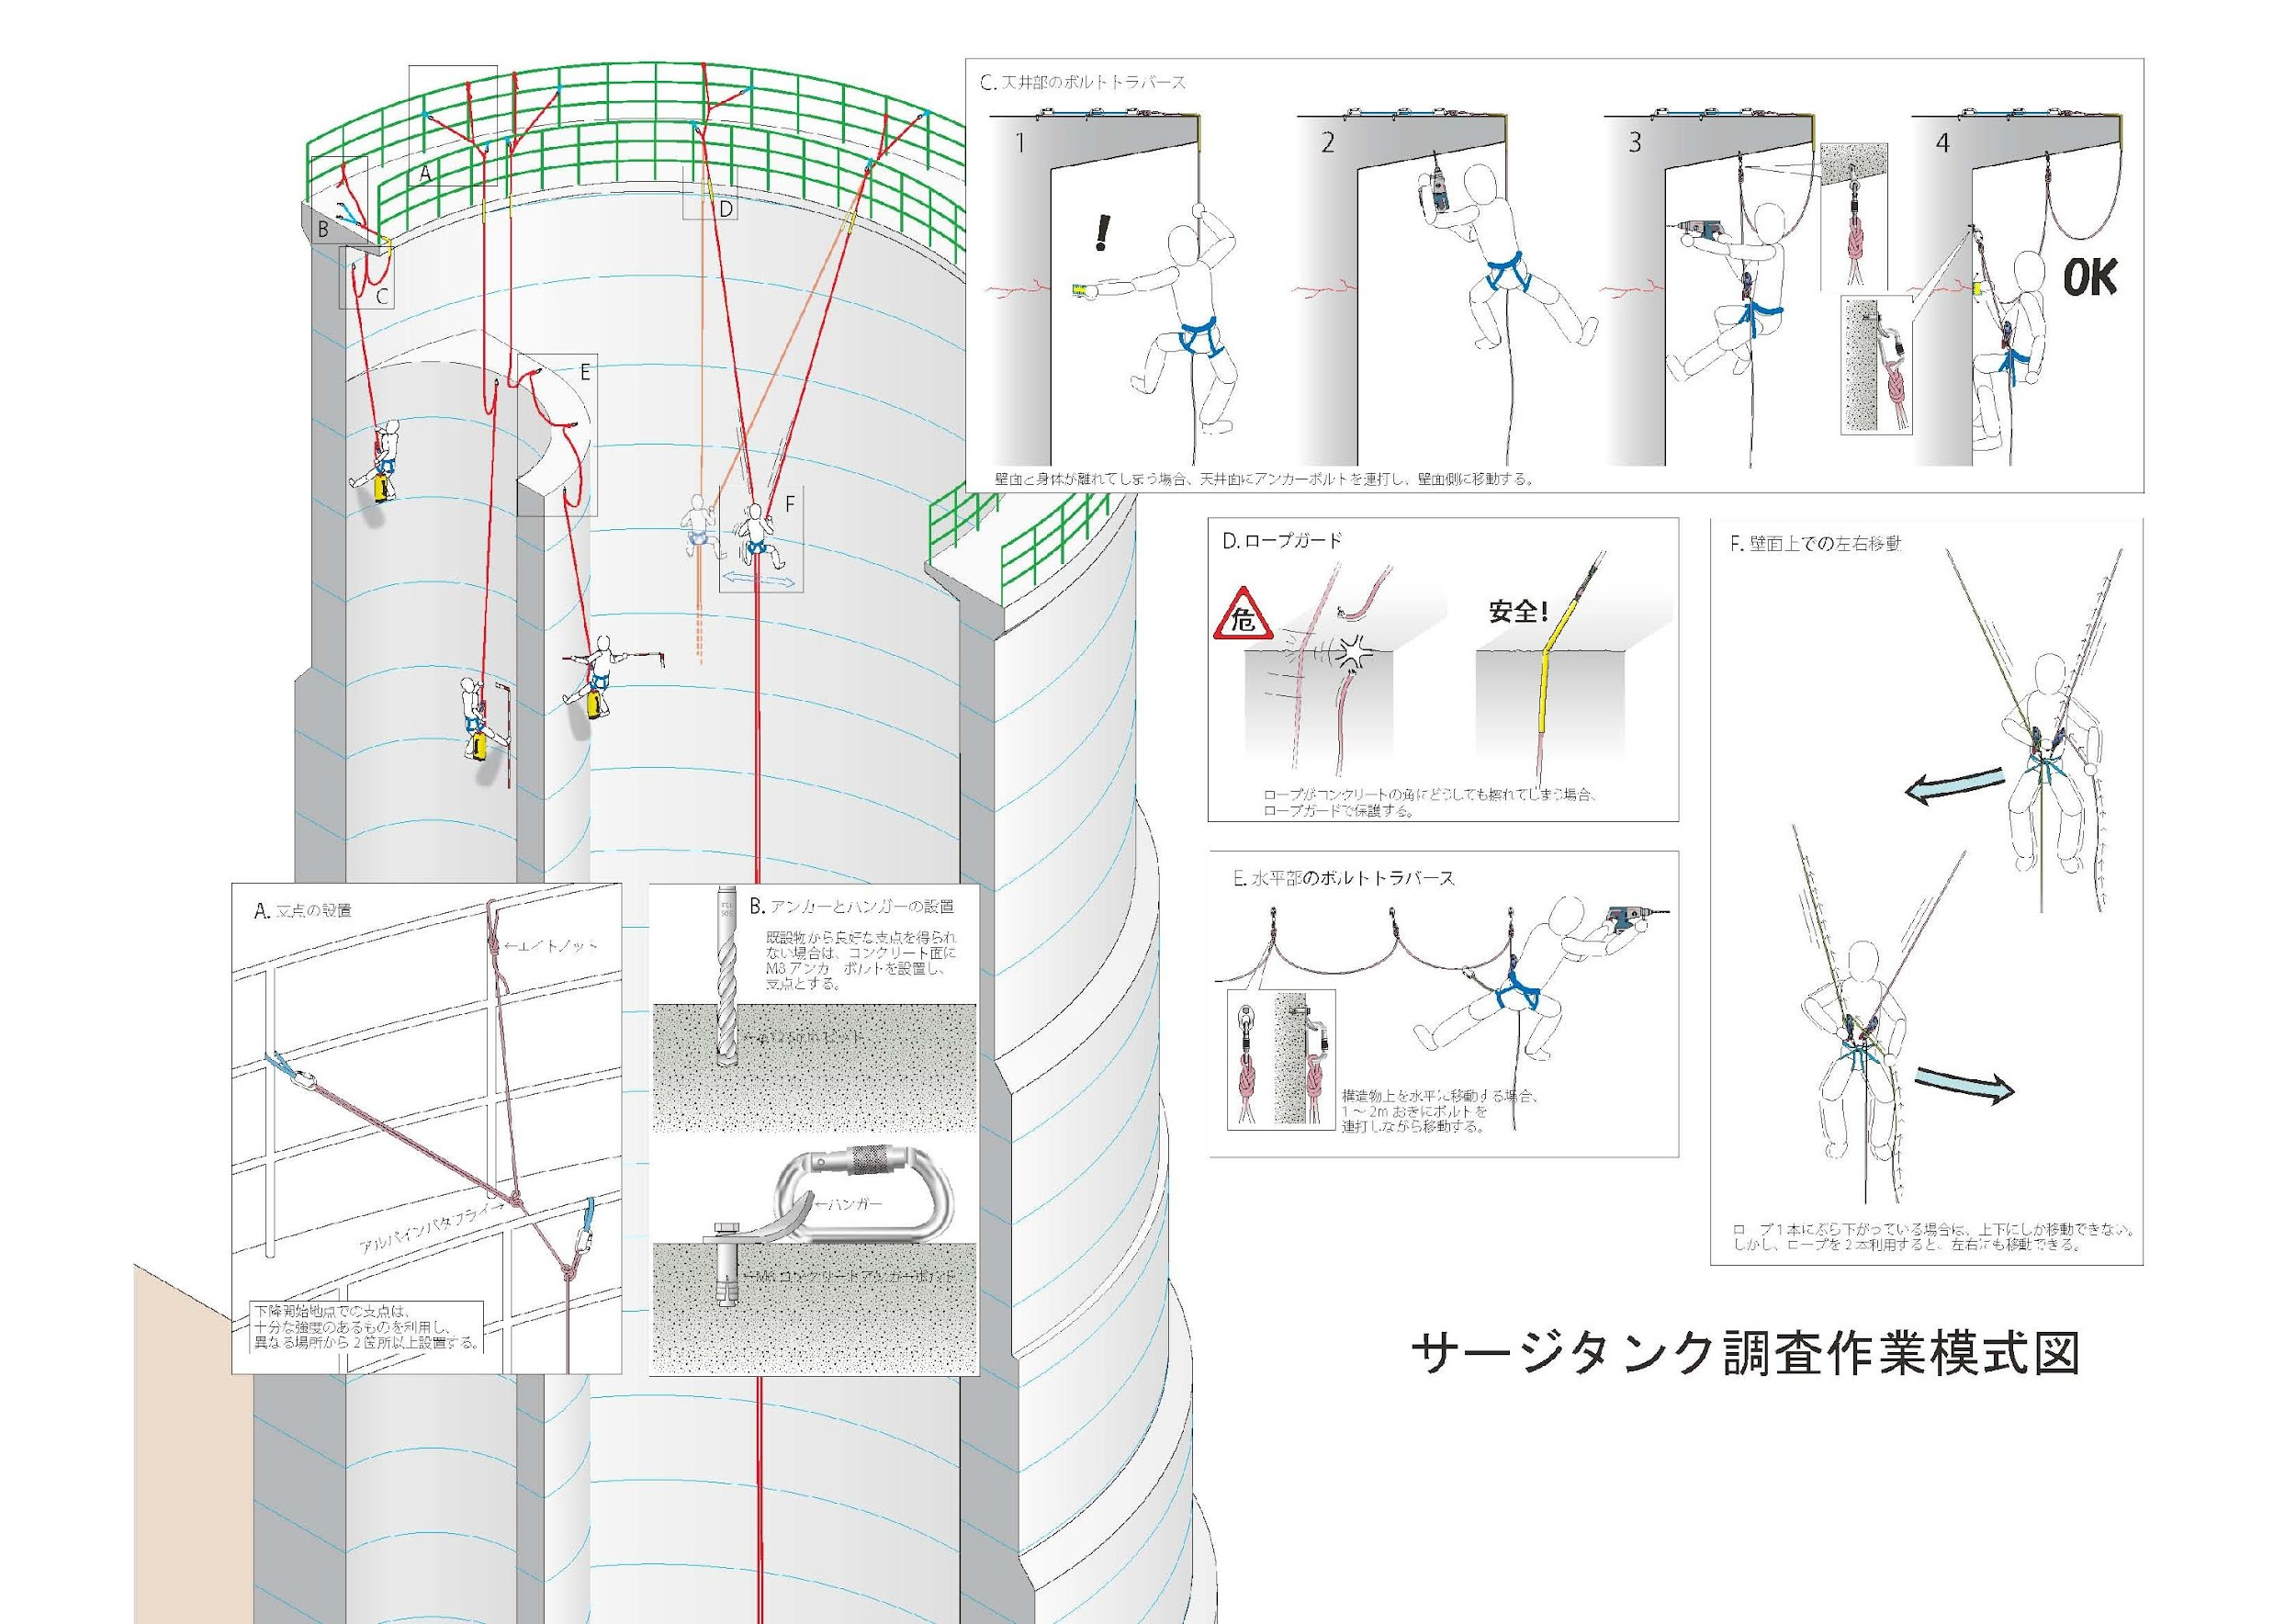 A
B
C
D
E
F
C. 天井部のボルトトラバース
1
2
3
4
OK
壁面と身体が離れてしまう場合、天井面にアンカーボルトを連打し、壁面側に移動する。
D. ロープガード
危
安全!
ロープがコンクリートの角にどうしても擦れてしまう場合、
ロープガードで保護する。
E. 水平部のボルトトラバース
構造物上を水平に移動する場合、
1～2m おきにボルトを
連打しながら移動する。
F. 壁面上での左右移動
ロープ1本にぶら下がっている場合は、上下にしか移動できない。
しかし、ロープを2本利用すると、左右にも移動できる。
A. 支点の設置
←エイトノット
アルパインバタフライ→
下降開始地点での支点は、
十分な強度のあるものを利用し、
異なる場所から2箇所以上設置する。
B. アンカーとハンガーの設置
既設物から良好な支点を得られ
ない場合は、コンクリート面に
M8 アンカーボルトを設置し、
支点とする。
ビット
←ハンガー
コンクリートアンカーボルト
サージタンク調査作業模式図